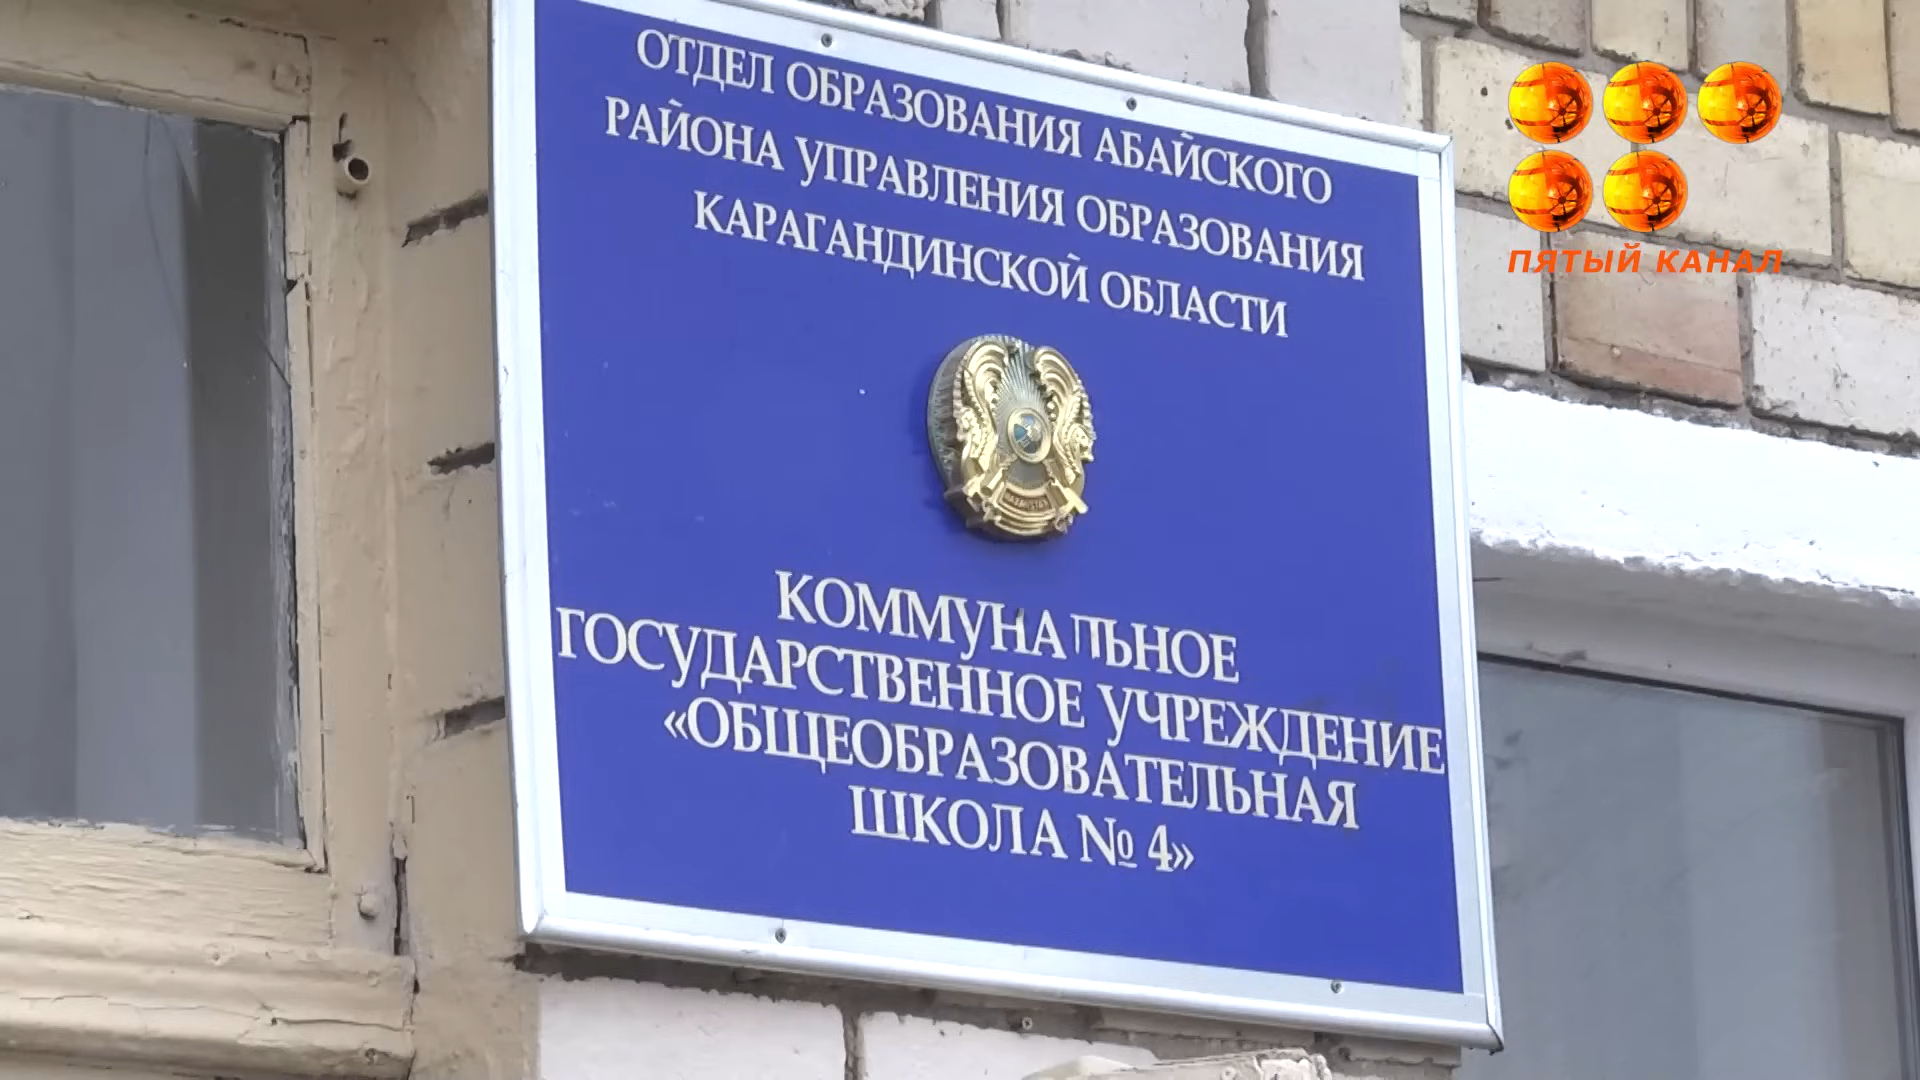 ОТДЕЛ ОБРАЗОВАНИЯ АБАЙСКОГО
РАЙОНА УПРАВЛЕНИЯ ОБРАЗОВАНИЯ
КАРАГАНДИНСКОЙ ОБЛАСТИ
КОММУНАЛЬНОЕ
ГОСУДАРСТВЕННОЕ УЧРЕЖДЕНИЕ
«ОБЩЕОБРАЗОВАТЕЛЬНАЯ
ШКОЛА № 4»
ПЯТЫЙ КАНАЛ